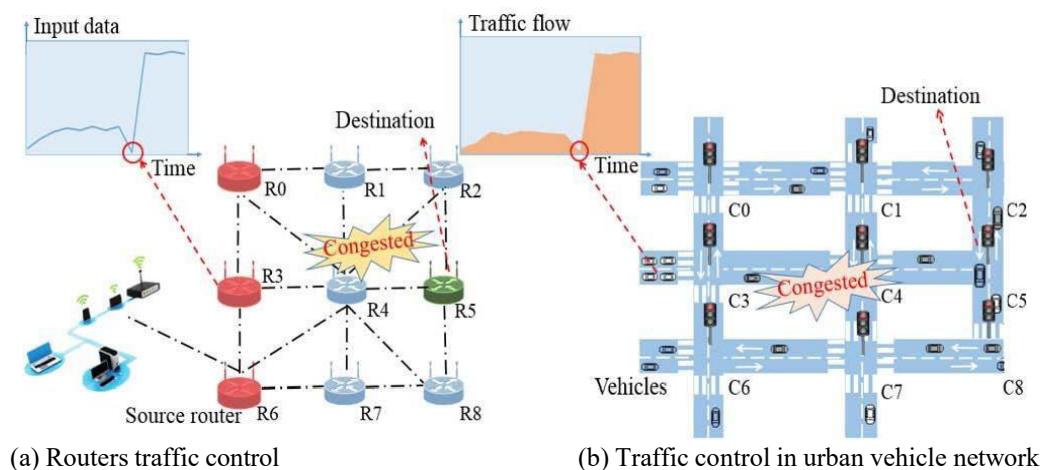 Input data
Time
Traffic flow
Time
Destination
Destination
R0
R1
R2
Congested
R3
R4
R5
Source router
R6
R7
R8
C0
C1
C2
Congested
C3
C4
C5
Vehicles
C6
C7
C8
(a) Routers traffic control
(b) Traffic control in urban vehicle network